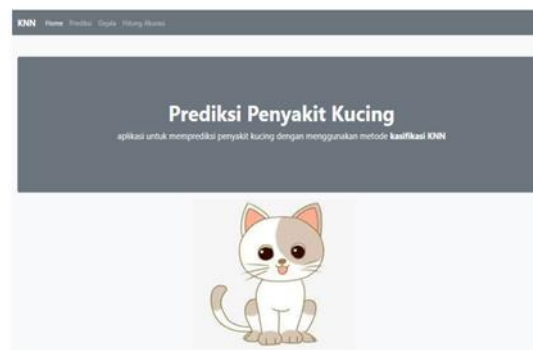 KNN Home Prediksi Gejala Hitung Akurasi
Prediksi Penyakit Kucing
aplikasi untuk memprediksi penyakit kucing dengan menggunakan metode kasifikasi KNN